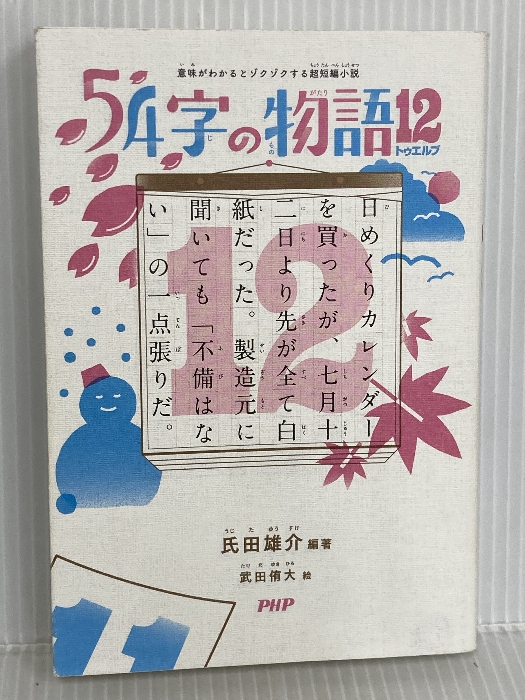 意味がわかるとゾクゾクする超短編小説
54字の物語12
トゥエルブ
日めくりカレンダー
を買ったが、七月十
二日より先が全て白
紙だった。製造元に
聞いても「不備はな
い」の一点張りだ。
12
氏田雄介 編著
武田侑大 絵
PHP
11